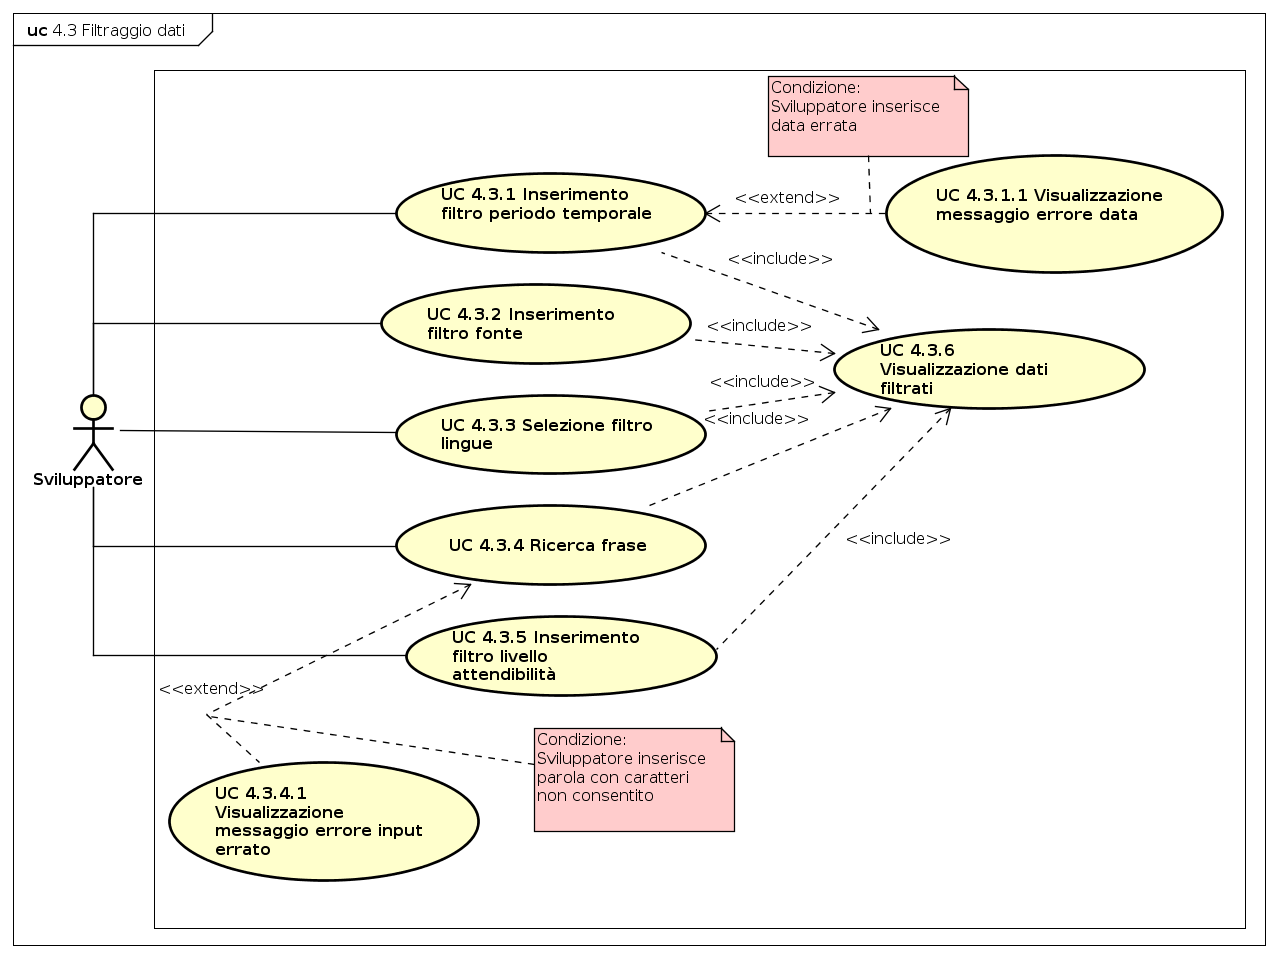 uc 4.3 Filtraggio dati
Condizione:
Sviluppatore inserisce
data errata
UC 4.3.1 Inserimento
filtro periodo temporale
<<extend>>
UC 4.3.1.1 Visualizzazione
messaggio errore data
<<include>>
UC 4.3.2 Inserimento
filtro fonte
<<include>>
UC 4.3.6
Visualizzazione dati
filtrati
<<include>>
UC 4.3.3 Selezione filtro
lingue
<<include>>
Sviluppatore
UC 4.3.4 Ricerca frase
<<include>>
UC 4.3.5 Inserimento
filtro livello
attendibilità
<<extend>>
Condizione:
Sviluppatore inserisce
parola con caratteri
non consentito
UC 4.3.4.1
Visualizzazione
messaggio errore input
errato